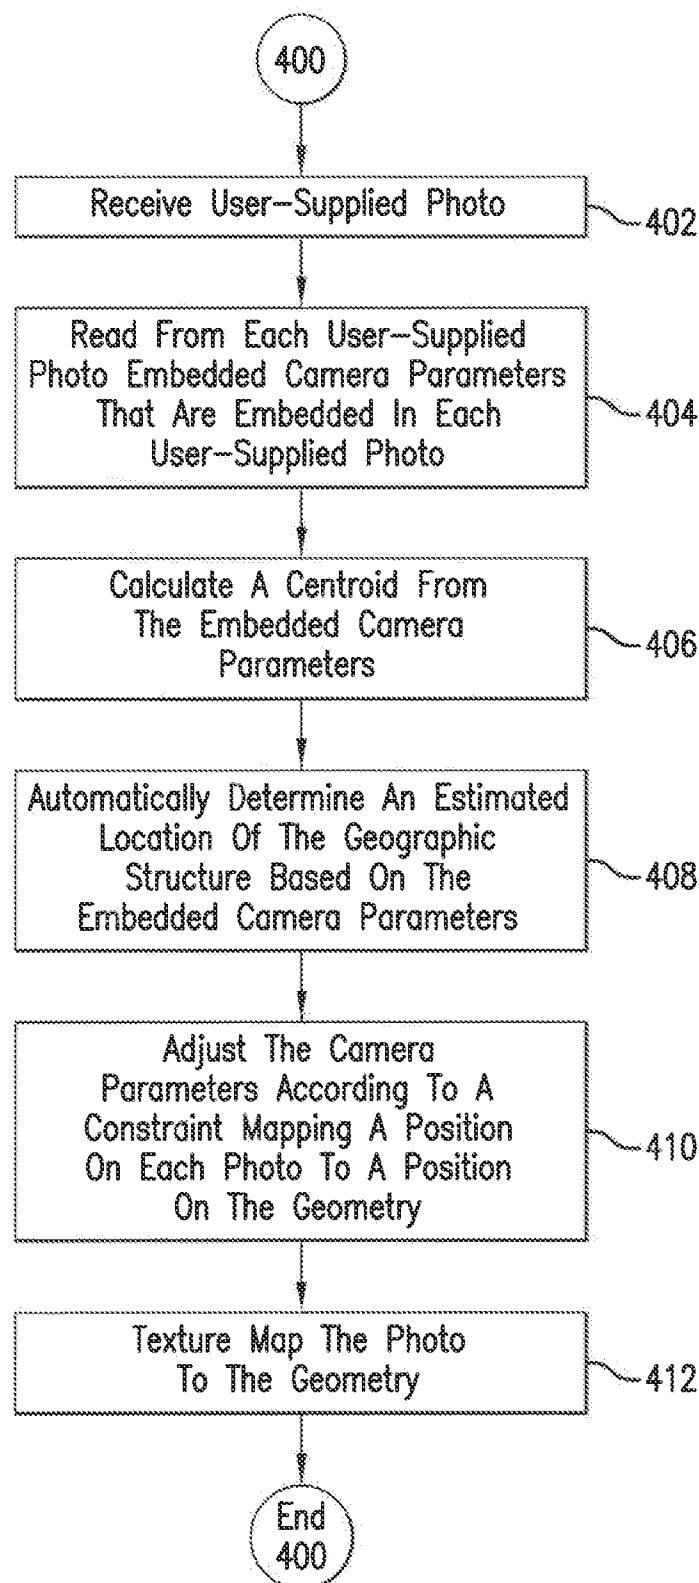 400
Receive User-Supplied Photo
402
Read From Each User-Supplied
Photo Embedded Camera Parameters
That Are Embedded In Each
User-Supplied Photo
404
Calculate A Centroid From
The Embedded Camera
Parameters
406
Automatically Determine An Estimated
Location Of The Geographic
Structure Based On The
Embedded Camera Parameters
408
Adjust The Camera
Parameters According To A
Constraint Mapping A Position
On Each Photo To A Position
On The Geometry
410
Texture Map The Photo
To The Geometry
412
End
400